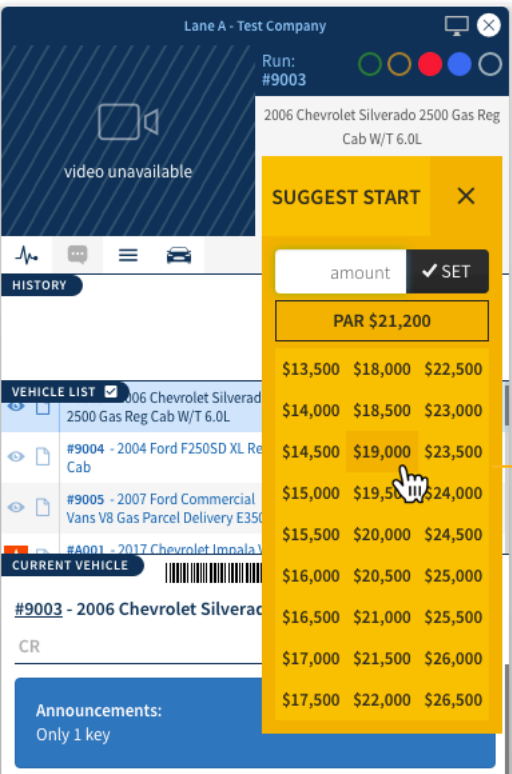 Lane A - Test Company
Run:
#9003
video unavailable
2006 Chevrolet Silverado 2500 Gas Reg
Cab W/T 6.0L
SUGGEST START
amount
SET
PAR $21,200
$13,500 $18,000 $22,500
$14,000 $18,500 $23,000
$14,500 $19,000 $23,500
$15,000 $19,500 $24,000
$15,500 $20,000 $24,500
$16,000 $20,500 $25,000
$16,500 $21,000 $25,500
$17,000 $21,500 $26,000
$17,500 $22,000 $26,500
HISTORY
VEHICLE LIST
06 Chevrolet Silverad
2500 Gas Reg Cab W/T 6.0L
#9004 - 2004 Ford F250SD XL Re
Cab
#9005 - 2007 Ford Commercial
Vans V8 Gas Parcel Delivery E350
#A001 - 2017 Chevrolet Impala
CURRENT VEHICLE
#9003 - 2006 Chevrolet Silverad
CR
Announcements:
Only 1 key